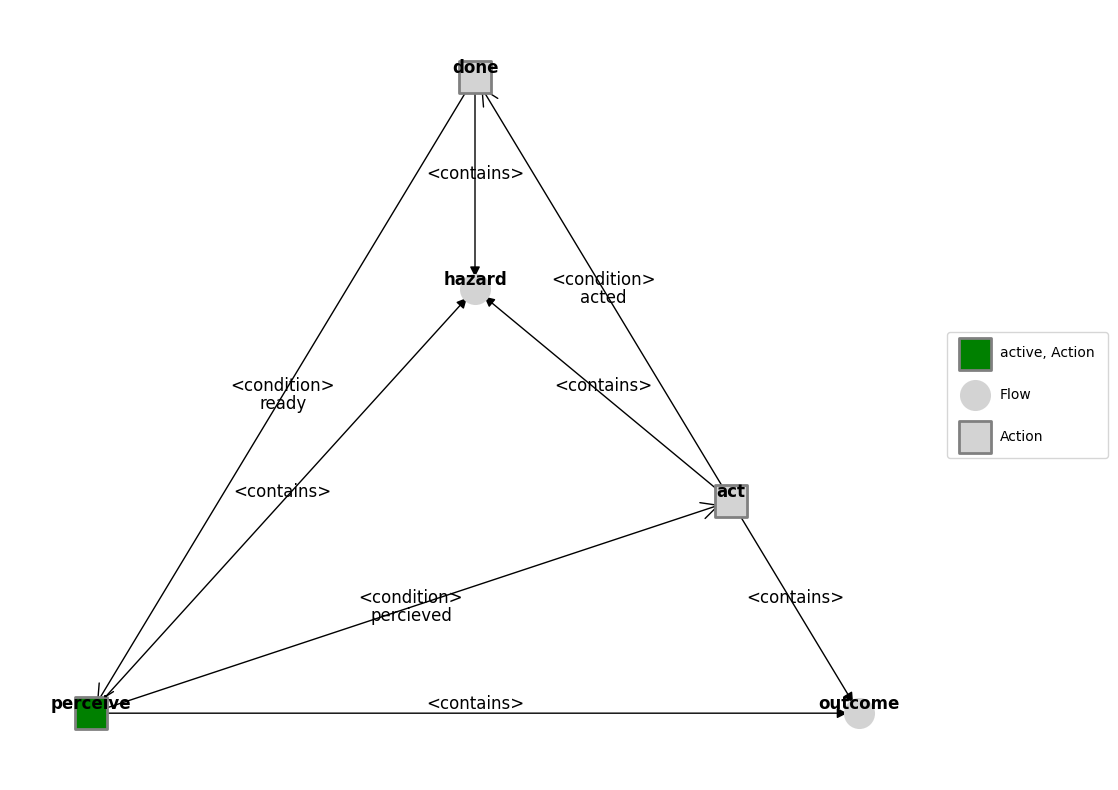 done
<contains>
hazard
<condition>
acted
<condition>
ready
<contains>
<contains>
act
<condition>
percieved
<contains>
perceive
<contains>
outcome
active, Action
Flow
Action